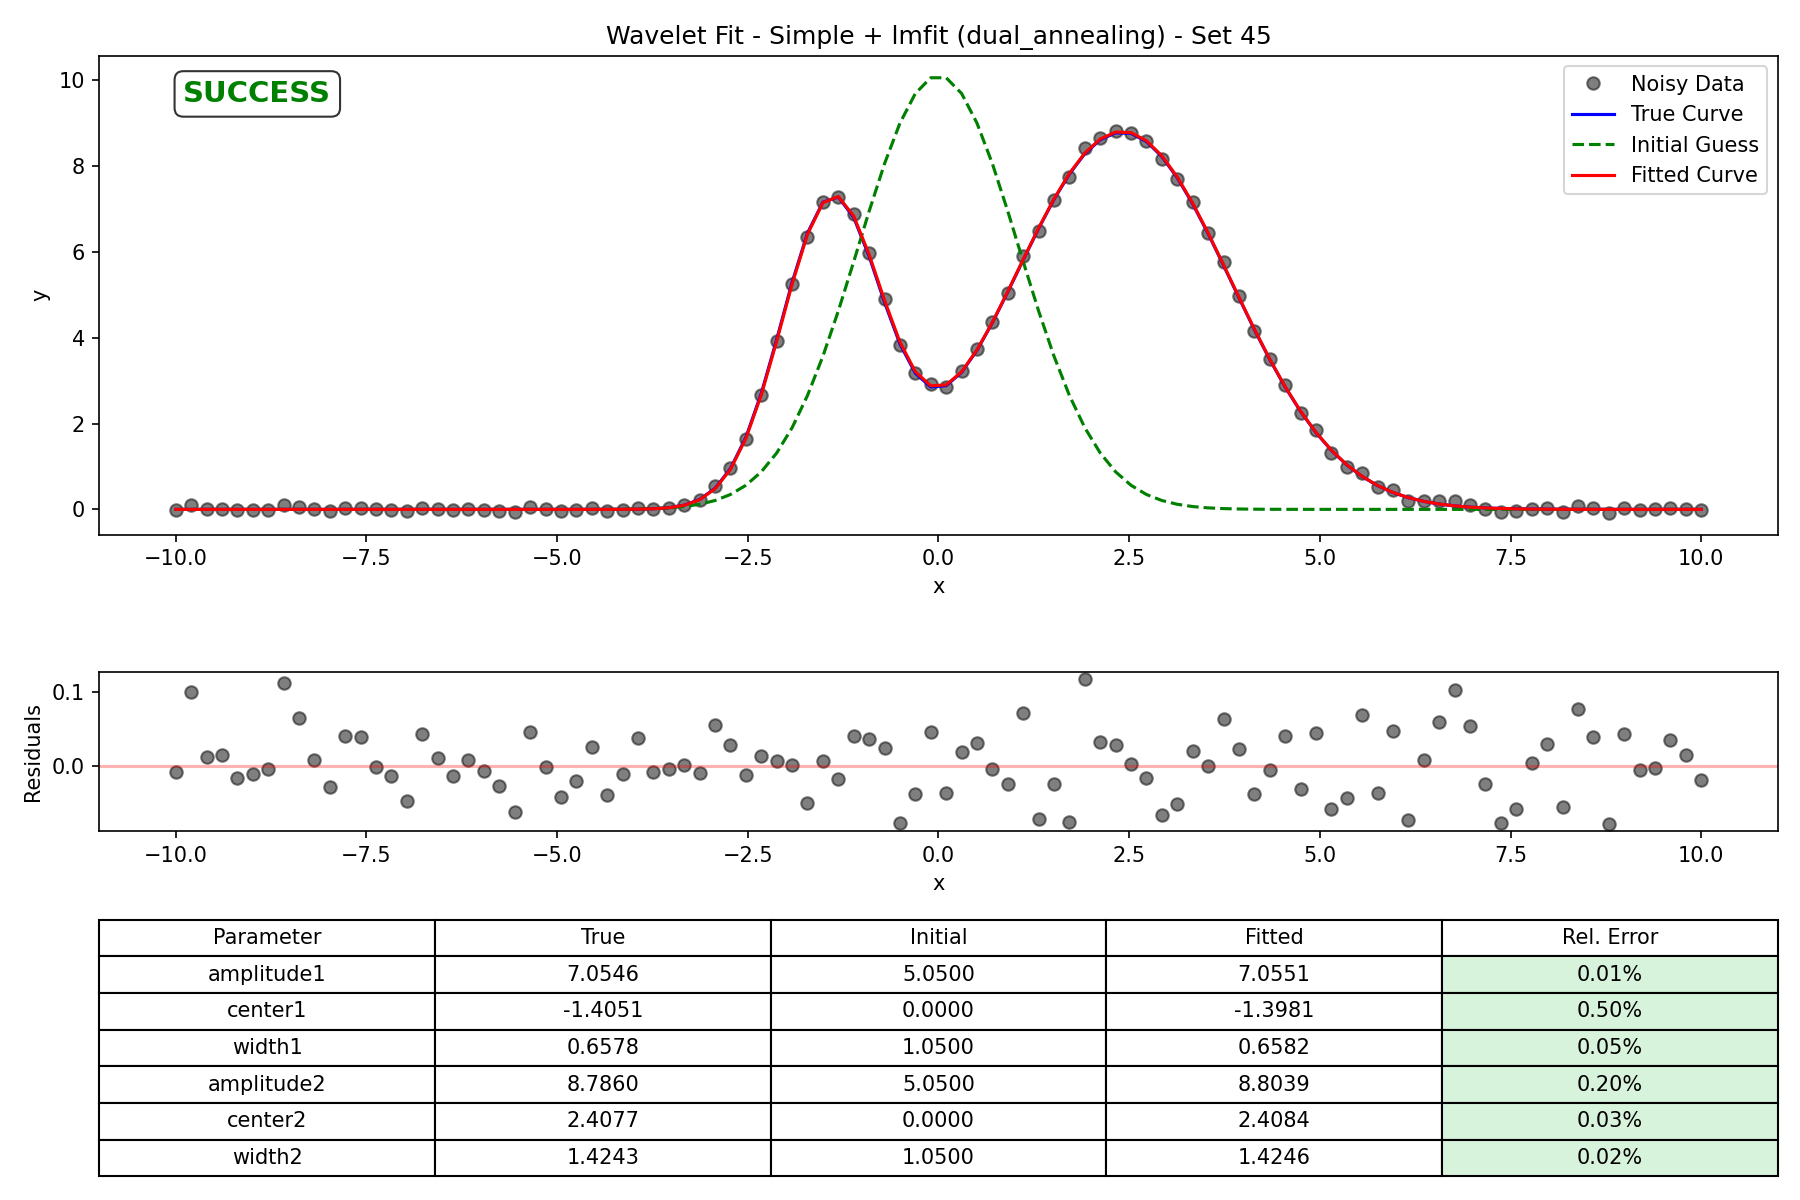 Wavelet Fit - Simple + lmfit (dual_annealing) - Set 45
SUCCESS
Noisy Data
True Curve
Initial Guess
Fitted Curve
y
10
8
6
4
2
0
−10.0 −7.5 −5.0 −2.5 0.0 2.5 5.0 7.5 10.0
x
Residuals
0.1
0.0
−10.0 −7.5 −5.0 −2.5 0.0 2.5 5.0 7.5 10.0
x
Parameter True Initial Fitted Rel. Error
amplitude1 7.0546 5.0500 7.0551 0.01%
center1 -1.4051 0.0000 -1.3981 0.50%
width1 0.6578 1.0500 0.6582 0.05%
amplitude2 8.7860 5.0500 8.8039 0.20%
center2 2.4077 0.0000 2.4084 0.03%
width2 1.4243 1.0500 1.4246 0.02%